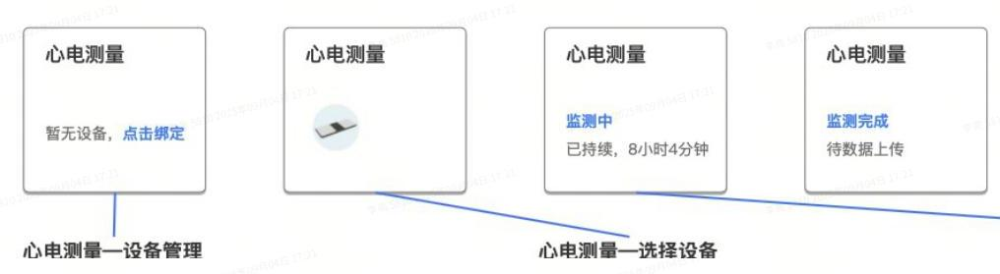 心电测量
暂无设备，点击绑定
心电测量
心电测量
监测中
已持续，8小时4分钟
心电测量
监测完成
待数据上传
心电测量—设备管理
心电测量—选择设备